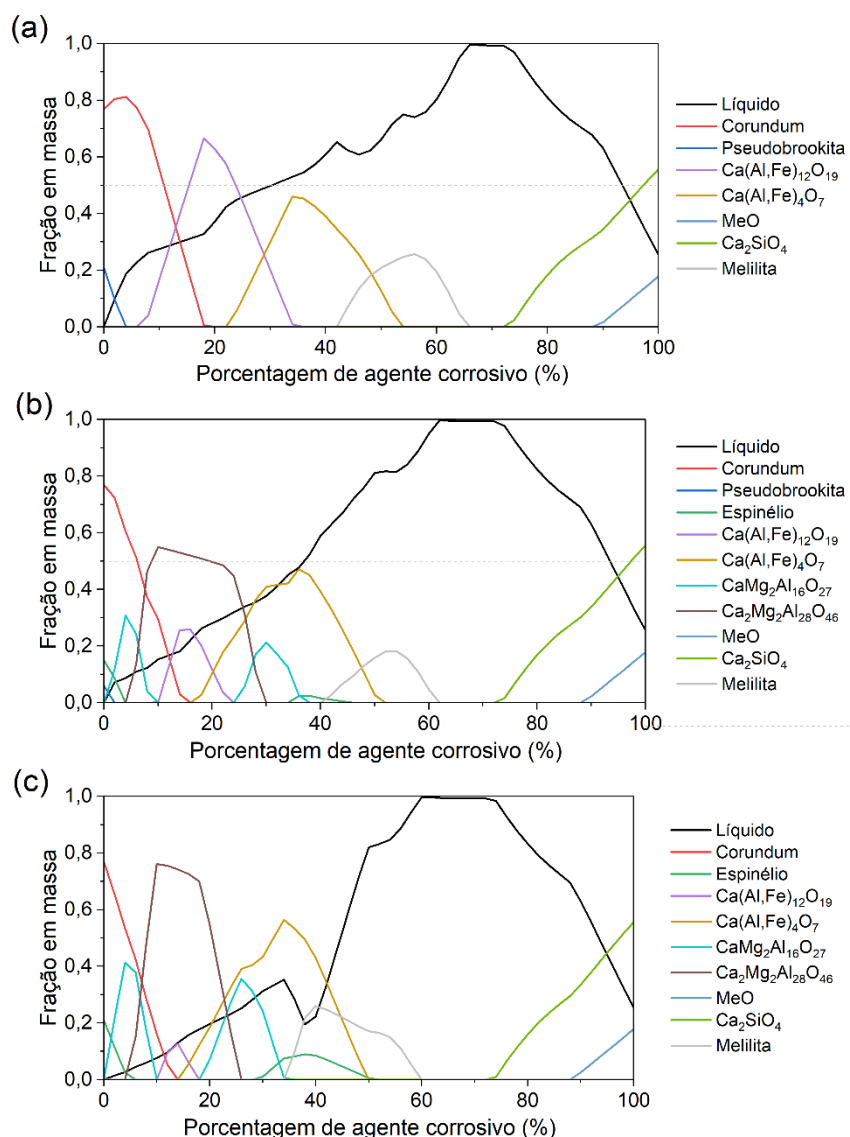 (a)
1,0
0,8
0,6
0,4
0,2
0,0
Fração em massa
0 20 40 60 80 100
Porcentagem de agente corrosivo (%)
Líquido
Corundum
Pseudobrookita
Ca(Al,Fe)₁₂O₁₉
Ca(Al,Fe)₄O₇
MeO
Ca₂SiO₄
Melilita
(b)
1,0
0,8
0,6
0,4
0,2
0,0
Fração em massa
0 20 40 60 80 100
Porcentagem de agente corrosivo (%)
Líquido
Corundum
Pseudobrookita
Espinélio
Ca(Al,Fe)₁₂O₁₉
Ca(Al,Fe)₄O₇
CaMg₂Al₁₆O₂₇
Ca₂Mg₂Al₂₈O₄₆
MeO
Ca₂SiO₄
Melilita
(c)
1,0
0,8
0,6
0,4
0,2
0,0
Fração em massa
0 20 40 60 80 100
Porcentagem de agente corrosivo (%)
Líquido
Corundum
Espinélio
Ca(Al,Fe)₁₂O₁₉
Ca(Al,Fe)₄O₇
CaMg₂Al₁₆O₂₇
Ca₂Mg₂Al₂₈O₄₆
MeO
Ca₂SiO₄
Melilita